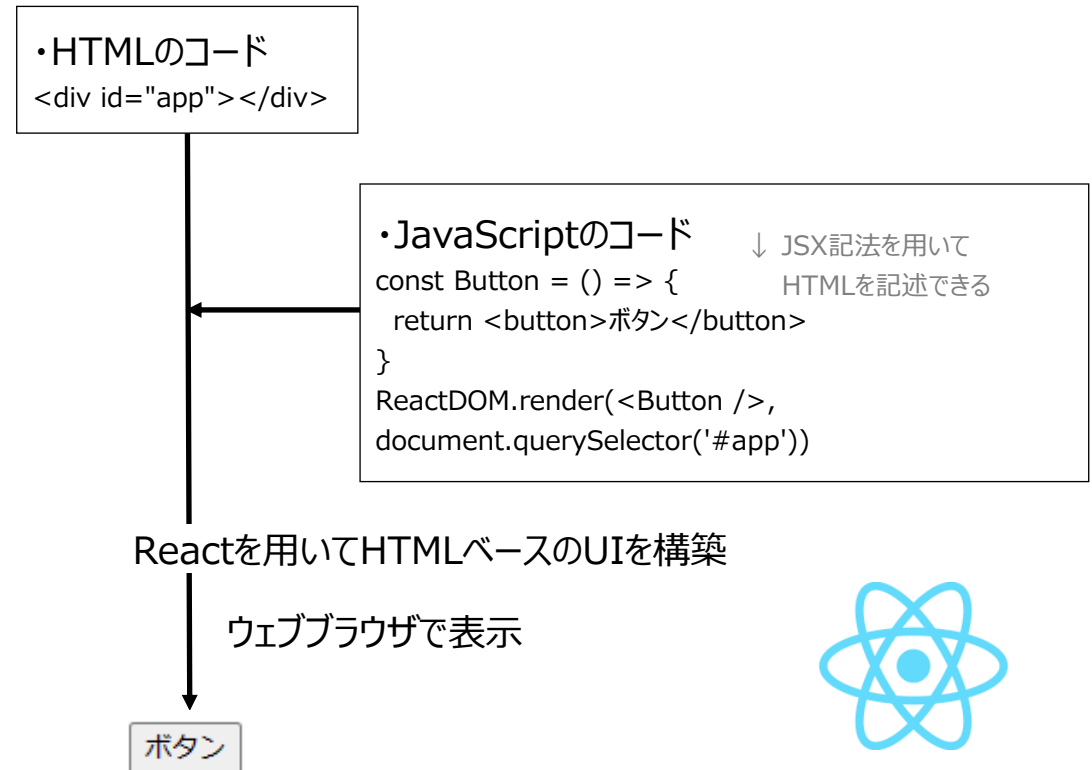 ・HTMLのコード
<div id="app"></div>
・JavaScriptのコード
↓ JSX記法を用いて
HTMLを記述できる
const Button = () => {
  return <button>ボタン</button>
}
ReactDOM.render(<Button />,
document.querySelector('#app'))
Reactを用いてHTMLベースのUIを構築
ウェブブラウザで表示
ボタン